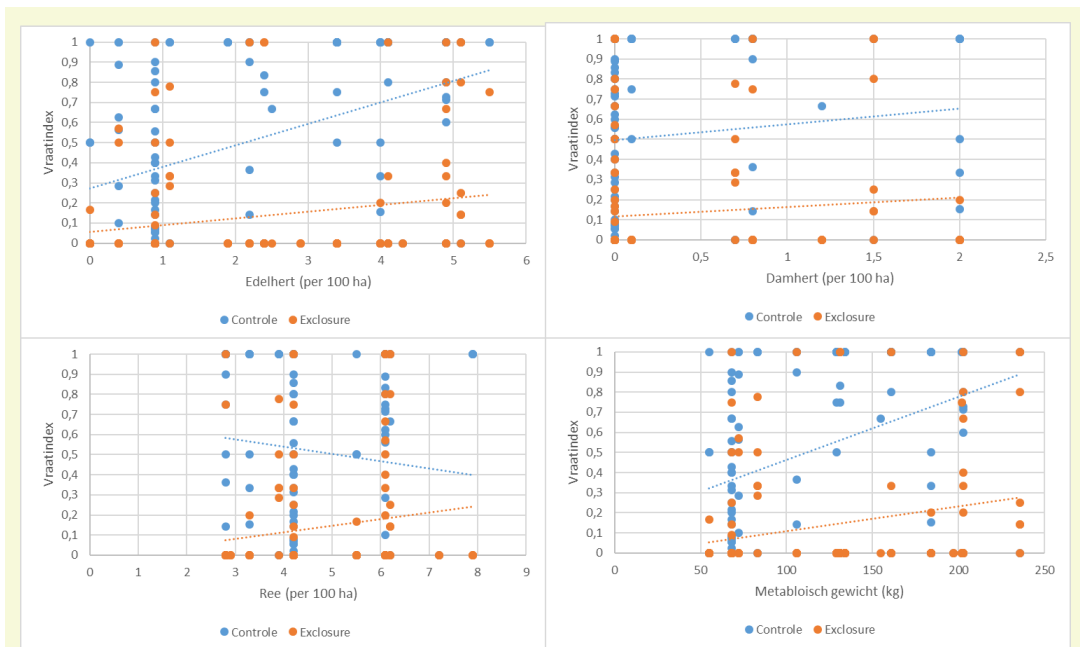 Vraatindex
1
0,9
0,8
0,7
0,6
0,5
0,4
0,3
0,2
0,1
0
0 1 2 3 4 5 6
Edelhert (per 100 ha)
Controle Exclosure
Vraatindex
1
0,9
0,8
0,7
0,6
0,5
0,4
0,3
0,2
0,1
0
0 0,5 1 1,5 2 2,5
Damhert (per 100 ha)
Controle Exclosure
Vraatindex
1
0,9
0,8
0,7
0,6
0,5
0,4
0,3
0,2
0,1
0
0 1 2 3 4 5 6 7 8 9
Ree (per 100 ha)
Controle Exclosure
Vraatindex
1
0,9
0,8
0,7
0,6
0,5
0,4
0,3
0,2
0,1
0
0 50 100 150 200 250
Metabloisch gewicht (kg)
Controle Exclosure